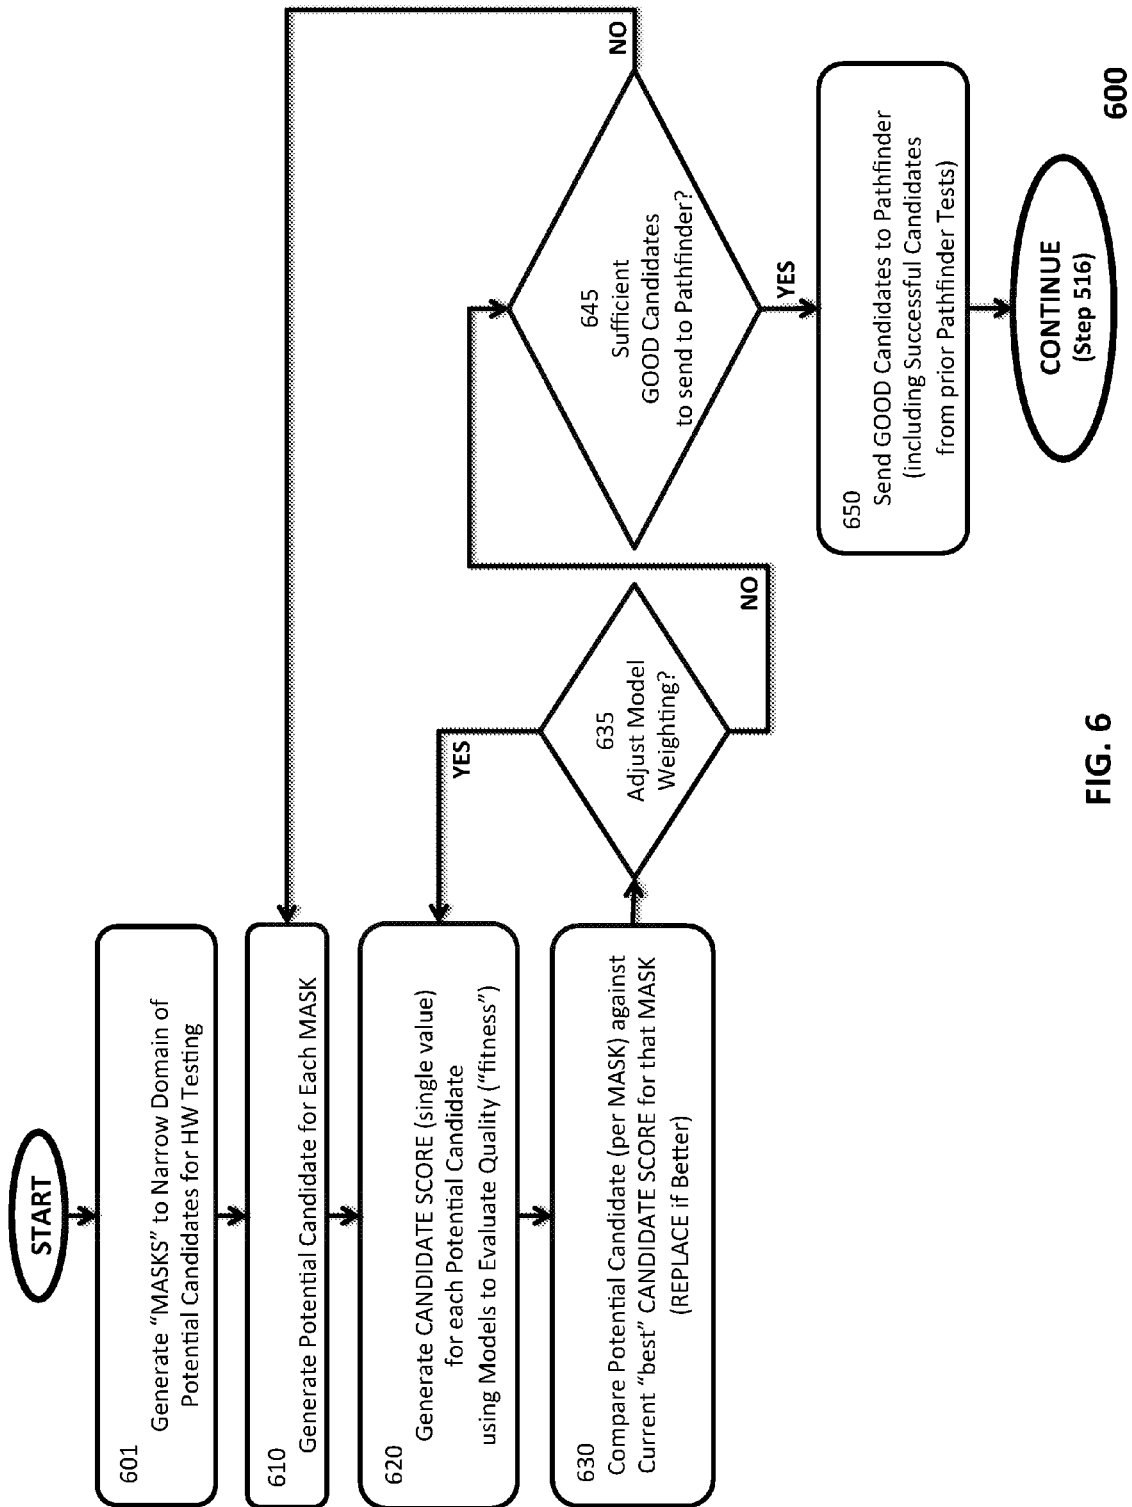 START
601
Generate “MASKS” to Narrow Domain of
Potential Candidates for HW Testing
610
Generate Potential Candidate for Each MASK
620
Generate CANDIDATE SCORE (single value)
for each Potential Candidate
using Models to Evaluate Quality (“fitness”)
630
Compare Potential Candidate (per MASK) against
Current “best” CANDIDATE SCORE for that MASK
(REPLACE if Better)
635
Adjust Model
Weighting?
YES
NO
645
Sufficient
GOOD Candidates
to send to Pathfinder?
NO
YES
650
Send GOOD Candidates to Pathfinder
(including Successful Candidates
from prior Pathfinder Tests)
CONTINUE
(Step 516)
FIG. 6
600